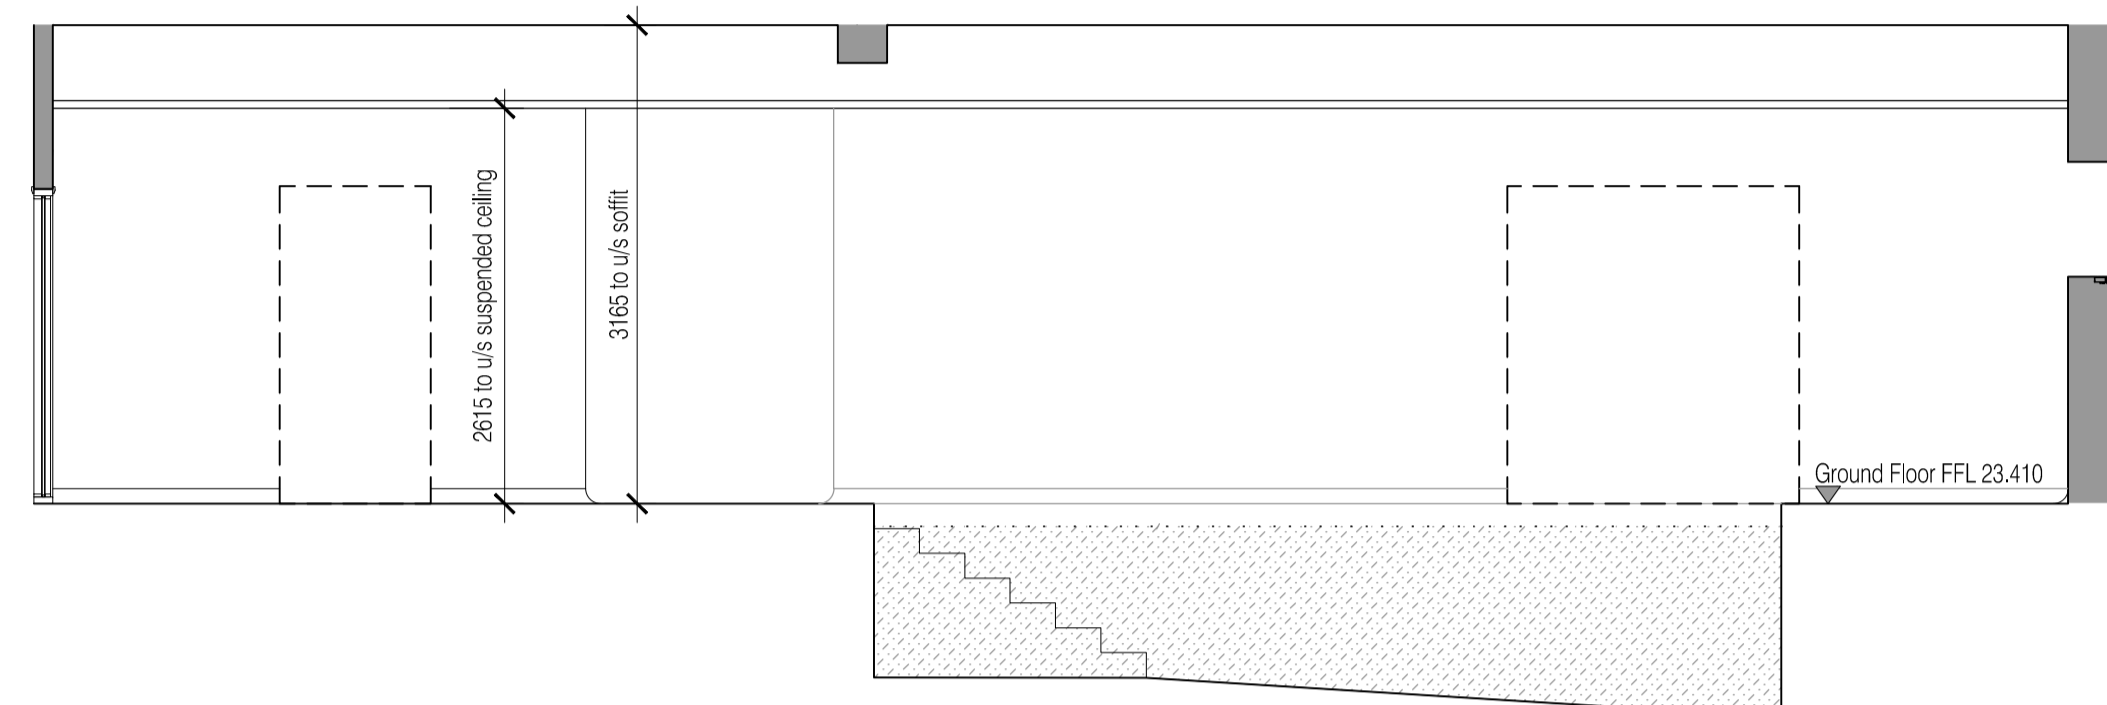 2615 to u/s suspended ceiling
3165 to u/s soffit
Ground Floor FFL 23.410